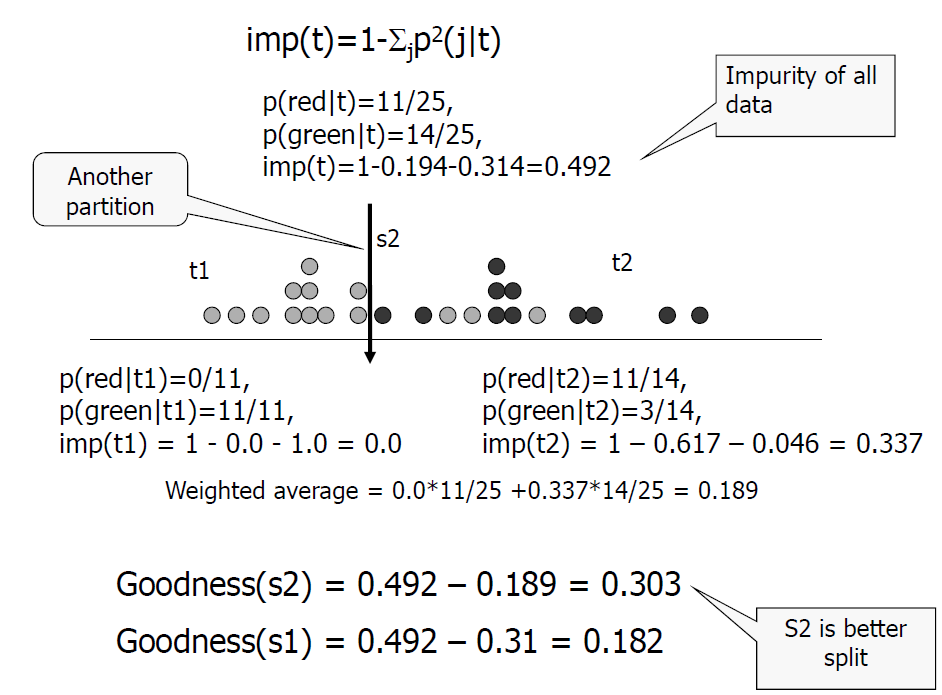 imp(t)=1-Σjp²(j|t)
Impurity of all
data
p(red|t)=11/25,
p(green|t)=14/25,
imp(t)=1-0.194-0.314=0.492
Another
partition
s2
t1
t2
p(red|t1)=0/11,
p(green|t1)=11/11,
imp(t1) = 1 - 0.0 - 1.0 = 0.0
p(red|t2)=11/14,
p(green|t2)=3/14,
imp(t2) = 1 – 0.617 – 0.046 = 0.337
Weighted average = 0.0*11/25 +0.337*14/25 = 0.189
Goodness(s2) = 0.492 – 0.189 = 0.303
Goodness(s1) = 0.492 – 0.31 = 0.182
S2 is better
split